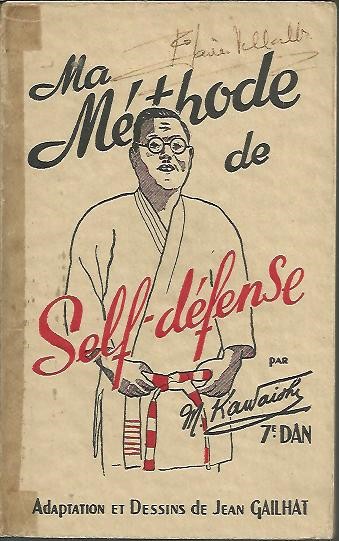 Ma
Méthode
de
Self-défense
PAR
M. Kawaishi
7E DAN
ADAPTATION ET DESSINS DE JEAN GAILHAT